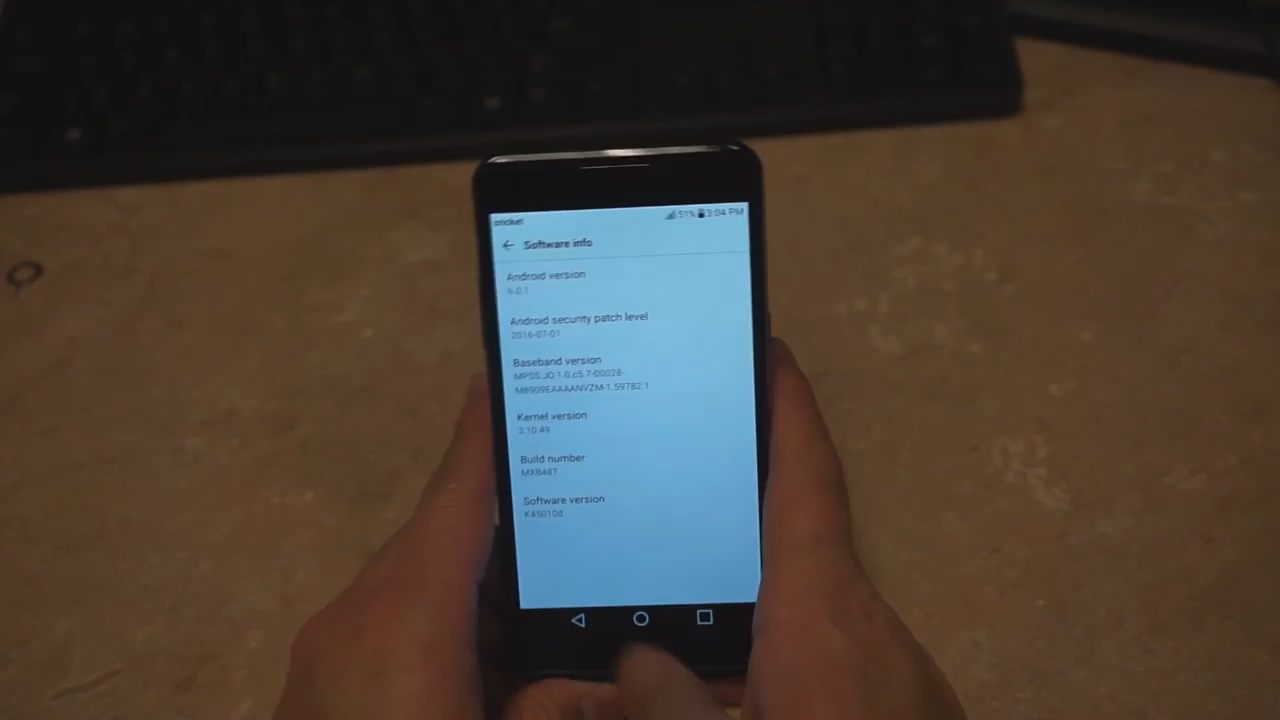 cricket 51% 3:04 PM
Software info
Android version
6.0.1
Android security patch level
2016-07-01
Baseband version
MPSS.JO.1.0.c5.7-00028-
M8909EAAAANVZM-1.59782.1
Kernel version
3.10.49
Build number
MXB48T
Software version
K45010d